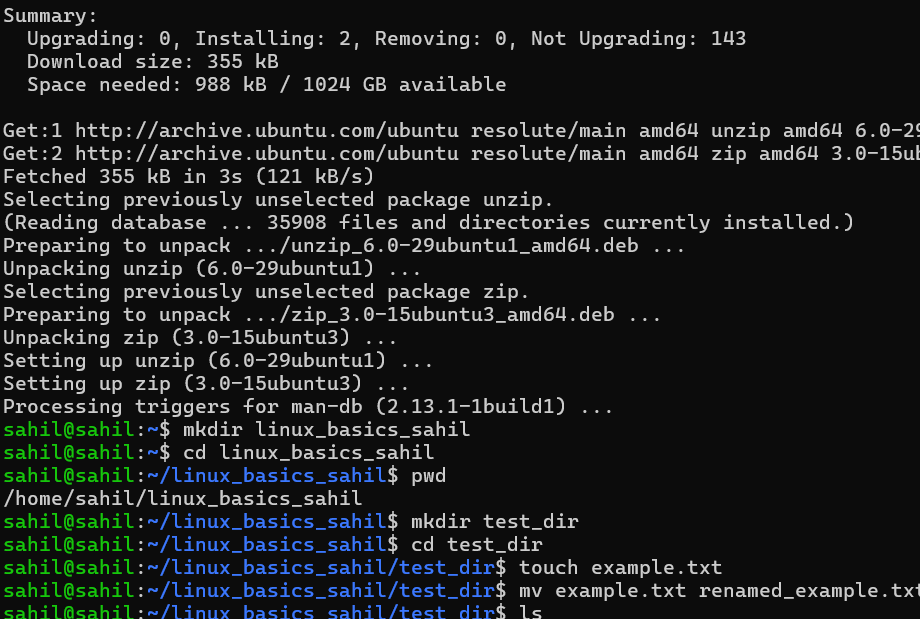 Summary:
  Upgrading: 0, Installing: 2, Removing: 0, Not Upgrading: 143
  Download size: 355 kB
  Space needed: 988 kB / 1024 GB available

Get:1 http://archive.ubuntu.com/ubuntu resolute/main amd64 unzip amd64 6.0-29
Get:2 http://archive.ubuntu.com/ubuntu resolute/main amd64 zip amd64 3.0-15ub
Fetched 355 kB in 3s (121 kB/s)
Selecting previously unselected package unzip.
(Reading database ... 35908 files and directories currently installed.)
Preparing to unpack .../unzip_6.0-29ubuntu1_amd64.deb ...
Unpacking unzip (6.0-29ubuntu1) ...
Selecting previously unselected package zip.
Preparing to unpack .../zip_3.0-15ubuntu3_amd64.deb ...
Unpacking zip (3.0-15ubuntu3) ...
Setting up unzip (6.0-29ubuntu1) ...
Setting up zip (3.0-15ubuntu3) ...
Processing triggers for man-db (2.13.1-1build1) ...
sahil@sahil:~$ mkdir linux_basics_sahil
sahil@sahil:~$ cd linux_basics_sahil
sahil@sahil:~/linux_basics_sahil$ pwd
/home/sahil/linux_basics_sahil
sahil@sahil:~/linux_basics_sahil$ mkdir test_dir
sahil@sahil:~/linux_basics_sahil$ cd test_dir
sahil@sahil:~/linux_basics_sahil/test_dir$ touch example.txt
sahil@sahil:~/linux_basics_sahil/test_dir$ mv example.txt renamed_example.txt
sahil@sahil:~/linux_basics_sahil/test_dir$ ls